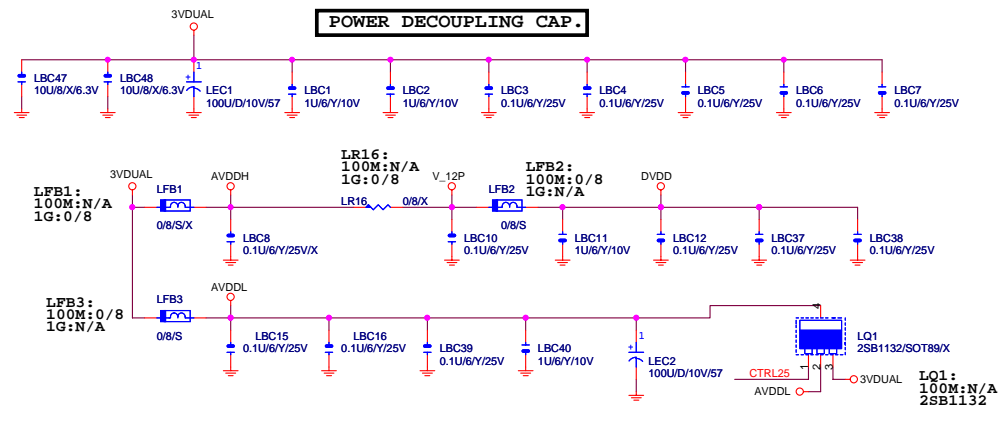 POWER DECOUPLING CAP.
3VDUAL
LBC47
10U/8/X/6.3V
LBC48
10U/8/X/6.3V
1
+
LEC1
100U/D/10V/57
LBC1
1U/6/Y/10V
LBC2
1U/6/Y/10V
LBC3
0.1U/6/Y/25V
LBC4
0.1U/6/Y/25V
LBC5
0.1U/6/Y/25V
LBC6
0.1U/6/Y/25V
LBC7
0.1U/6/Y/25V
LFB1:
100M:N/A
1G:0/8
3VDUAL
LFB1
0/8/S/X
AVDDH
LBC8
0.1U/6/Y/25V/X
LR16:
100M:N/A
1G:0/8
LR16
0/8/X
V_12P
LBC10
0.1U/6/Y/25V
LFB2
0/8/S
LFB2:
100M:0/8
1G:N/A
LBC11
1U/6/Y/10V
DVDD
LBC12
0.1U/6/Y/25V
LBC37
0.1U/6/Y/25V
LBC38
0.1U/6/Y/25V
LFB3:
100M:0/8
1G:N/A
LFB3
0/8/S
AVDDL
LBC15
0.1U/6/Y/25V
LBC16
0.1U/6/Y/25V
LBC39
0.1U/6/Y/25V
LBC40
1U/6/Y/10V
1
+
LEC2
100U/D/10V/57
4
LQ1
2SB1132/SOT89/X
1
2
3
CTRL25
AVDDL
3VDUAL
LQ1:
100M:N/A
2SB1132